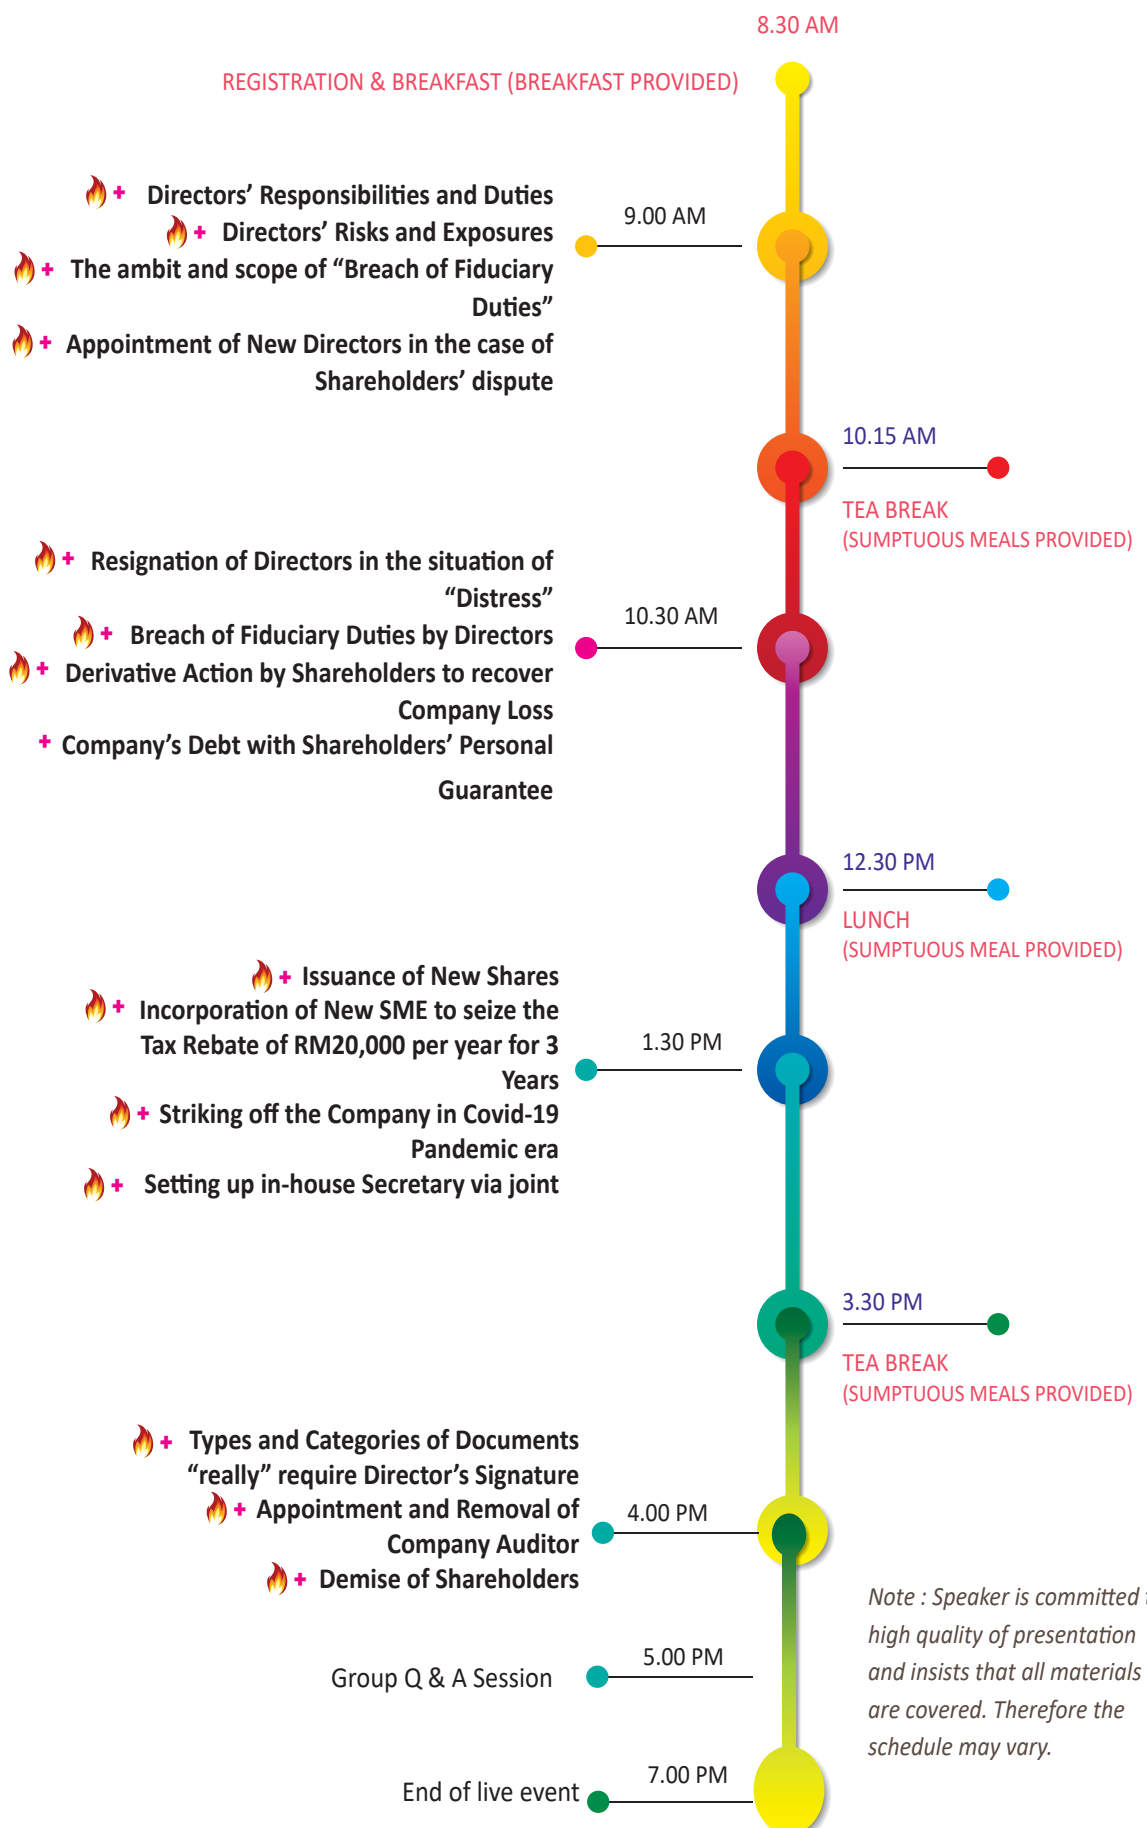 8.30 AM
REGISTRATION & BREAKFAST (BREAKFAST PROVIDED)
+ Directors’ Responsibilities and Duties
+ Directors’ Risks and Exposures
+ The ambit and scope of “Breach of Fiduciary
Duties”
+ Appointment of New Directors in the case of
Shareholders’ dispute
9.00 AM
10.15 AM
TEA BREAK
(SUMPTUOUS MEALS PROVIDED)
+ Resignation of Directors in the situation of
“Distress”
+ Breach of Fiduciary Duties by Directors
+ Derivative Action by Shareholders to recover
Company Loss
+ Company’s Debt with Shareholders’ Personal
Guarantee
10.30 AM
12.30 PM
LUNCH
(SUMPTUOUS MEAL PROVIDED)
+ Issuance of New Shares
+ Incorporation of New SME to seize the
Tax Rebate of RM20,000 per year for 3
Years
+ Striking off the Company in Covid-19
Pandemic era
+ Setting up in-house Secretary via joint
1.30 PM
3.30 PM
TEA BREAK
(SUMPTUOUS MEALS PROVIDED)
+ Types and Categories of Documents
“really” require Director’s Signature
+ Appointment and Removal of
Company Auditor
+ Demise of Shareholders
4.00 PM
Group Q & A Session
5.00 PM
End of live event
7.00 PM
Note : Speaker is committed
high quality of presentation
and insists that all materials
are covered. Therefore the
schedule may vary.